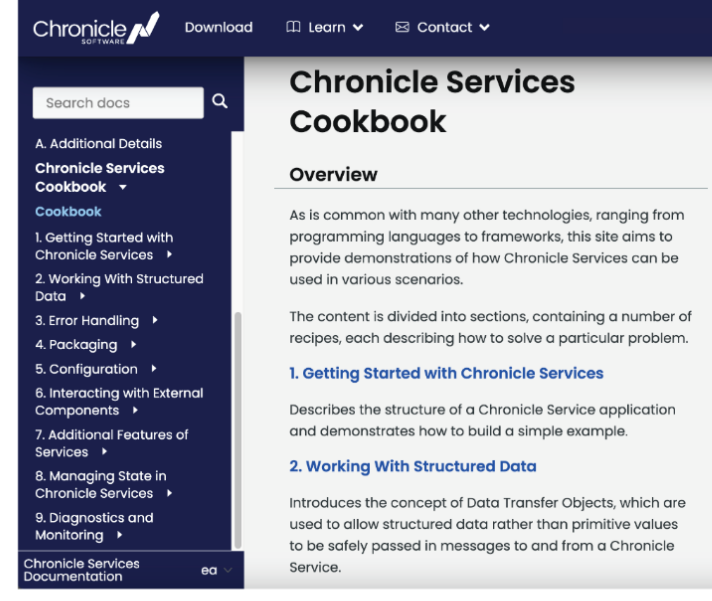 Chronicle
SOFTWARE
Download
Learn
Contact
Search docs
A. Additional Details
Chronicle Services
Cookbook
Cookbook
1. Getting Started with
Chronicle Services
2. Working With Structured
Data
3. Error Handling
4. Packaging
5. Configuration
6. Interacting with External
Components
7. Additional Features of
Services
8. Managing State in
Chronicle Services
9. Diagnostics and
Monitoring
Chronicle Services
Documentation
ea
Chronicle Services
Cookbook
Overview
As is common with many other technologies, ranging from
programming languages to frameworks, this site aims to
provide demonstrations of how Chronicle Services can be
used in various scenarios.
The content is divided into sections, containing a number of
recipes, each describing how to solve a particular problem.
1. Getting Started with Chronicle Services
Describes the structure of a Chronicle Service application
and demonstrates how to build a simple example.
2. Working With Structured Data
Introduces the concept of Data Transfer Objects, which are
used to allow structured data rather than primitive values
to be safely passed in messages to and from a Chronicle
Service.